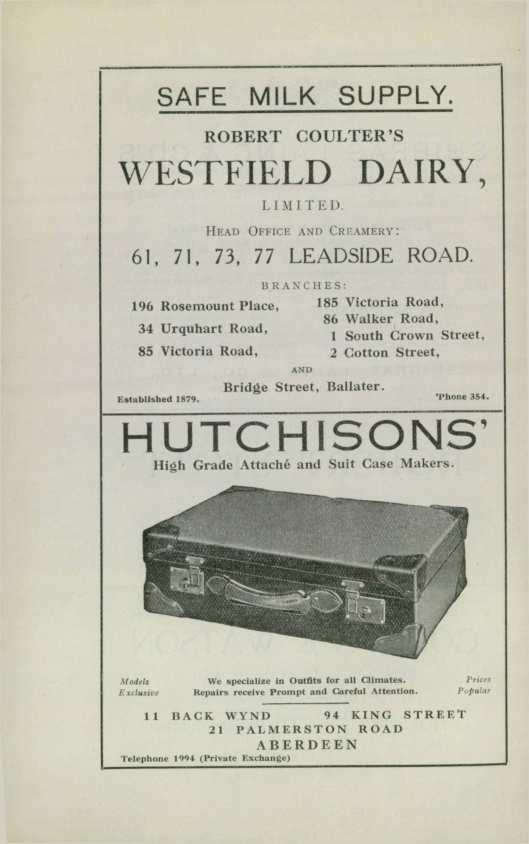 SAFE MILK SUPPLY.
ROBERT COULTER'S
WESTFIELD DAIRY,
LIMITED.
HEAD OFFICE AND CREAMERY:
61, 71, 73, 77 LEADSIDE ROAD.
BRANCHES:
196 Rosemount Place,
34 Urquhart Road,
85 Victoria Road,
185 Victoria Road,
86 Walker Road,
1 South Crown Street,
2 Cotton Street,
AND
Bridge Street, Ballater.
Established 1879.
'Phone 354.
HUTCHISONS'
High Grade Attaché and Suit Case Makers.
Models
Exclusive
We specialize in Outfits for all Climates.
Repairs receive Prompt and Careful Attention.
Prices
Popular
11 BACK WYND 94 KING STREET
21 PALMERSTON ROAD
ABERDEEN
Telephone 1994 (Private Exchange)